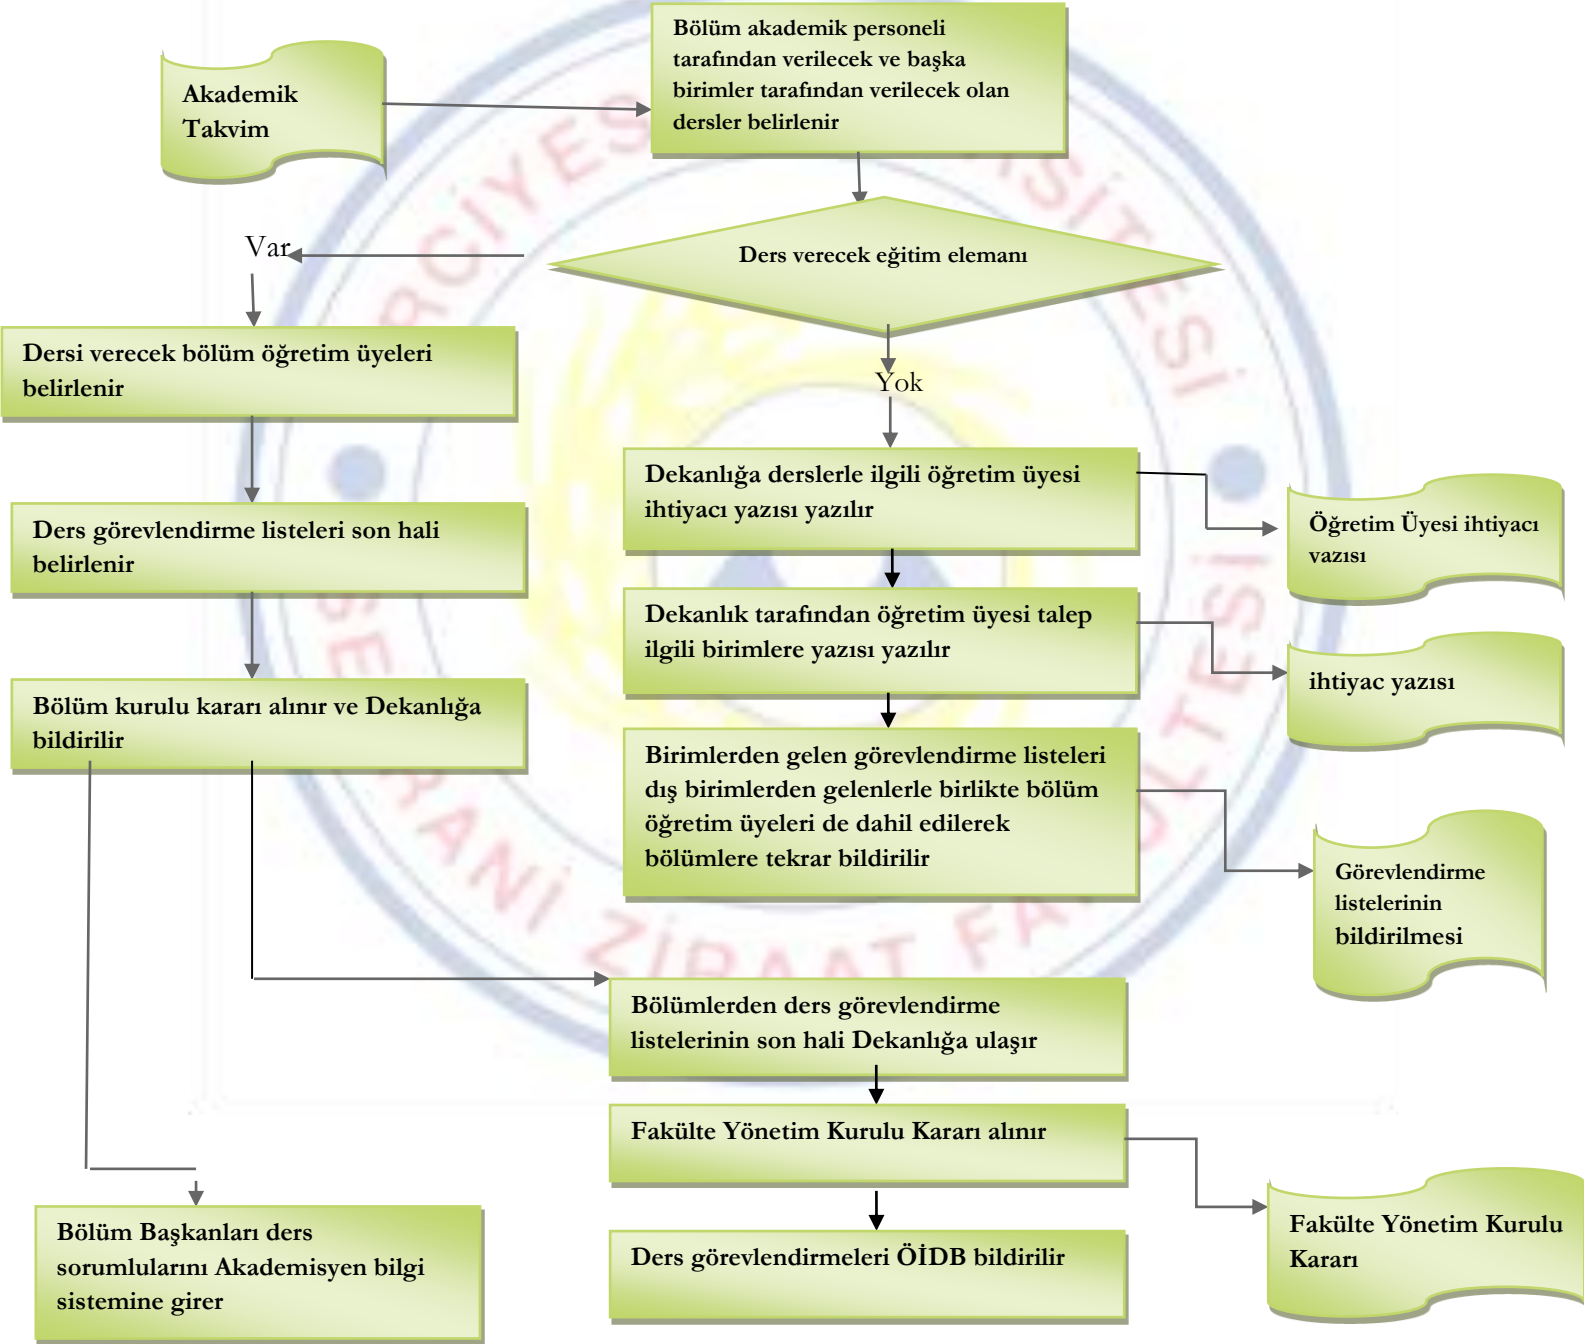 Bölüm akademik personeli
tarafından verilecek ve başka
birimler tarafından verilecek olan
dersler belirlenir
Akademik
Takvim
Ders verecek eğitim elemanı
Var
Yok
Dersi verecek bölüm öğretim üyeleri
belirlenir
Dekanlığa derslerle ilgili öğretim üyesi
ihtiyacı yazısı yazılır
Öğretim Üyesi ihtiyacı
yazısı
Ders görevlendirme listeleri son hali
belirlenir
Dekanlık tarafından öğretim üyesi talep
ilgili birimlere yazısı yazılır
ihtiyac yazısı
Bölüm kurulu kararı alınır ve Dekanlığa
bildirilir
Birimlerden gelen görevlendirme listeleri
dış birimlerden gelenlerle birlikte bölüm
öğretim üyeleri de dahil edilerek
bölümlere tekrar bildirilir
Görevlendirme
listelerinin
bildirilmesi
Bölümlerden ders görevlendirme
listelerinin son hali Dekanlığa ulaşır
Fakülte Yönetim Kurulu Kararı alınır
Fakülte Yönetim Kurulu
Kararı
Bölüm Başkanları ders
sorumlularını Akademisyen bilgi
sistemine girer
Ders görevlendirmeleri ÖİDB bildirilir